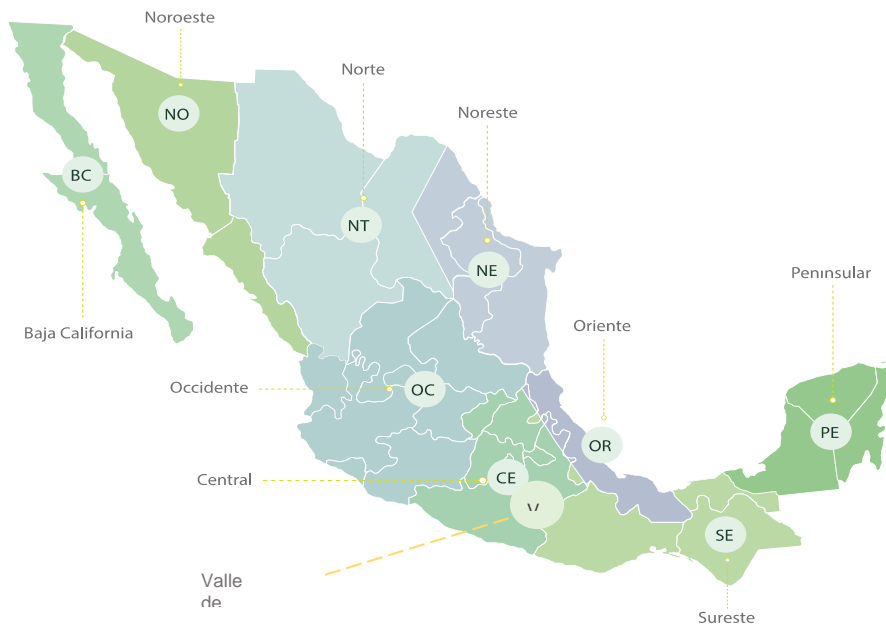 Noroeste
Norte
Noreste
NO
BC
NT
NE
Peninsular
Baja California
Oriente
Occidente
OC
OR
PE
Central
CE
SE
Valle
de
Sureste